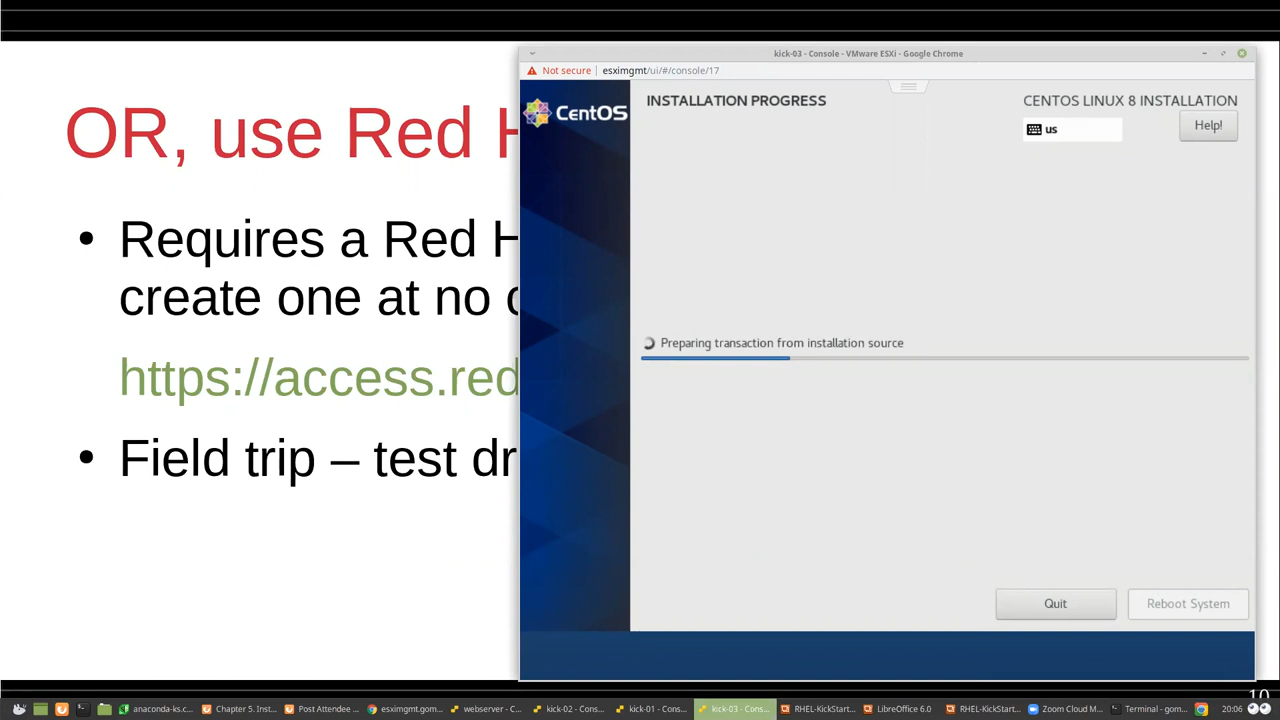 kick-03 - Console - VMware ESXi - Google Chrome
Not secure | esximgmt/ui/#/console/17
OR, use Red H
• Requires a Red H
create one at no c
https://access.red
• Field trip – test dr
CentOS
INSTALLATION PROGRESS
CENTOS LINUX 8 INSTALLATION
us
Help!
Preparing transaction from installation source
Quit
Reboot System
10
anaconda-ks.c...
Chapter 5. Inst...
Post Attendee ...
esximgmt.gom...
webserver - C...
kick-02 - Cons...
kick-01 - Cons...
kick-03 - Cons...
RHEL-KickStart...
LibreOffice 6.0
RHEL-KickStart...
Zoom Cloud M...
Terminal - gom...
20:06